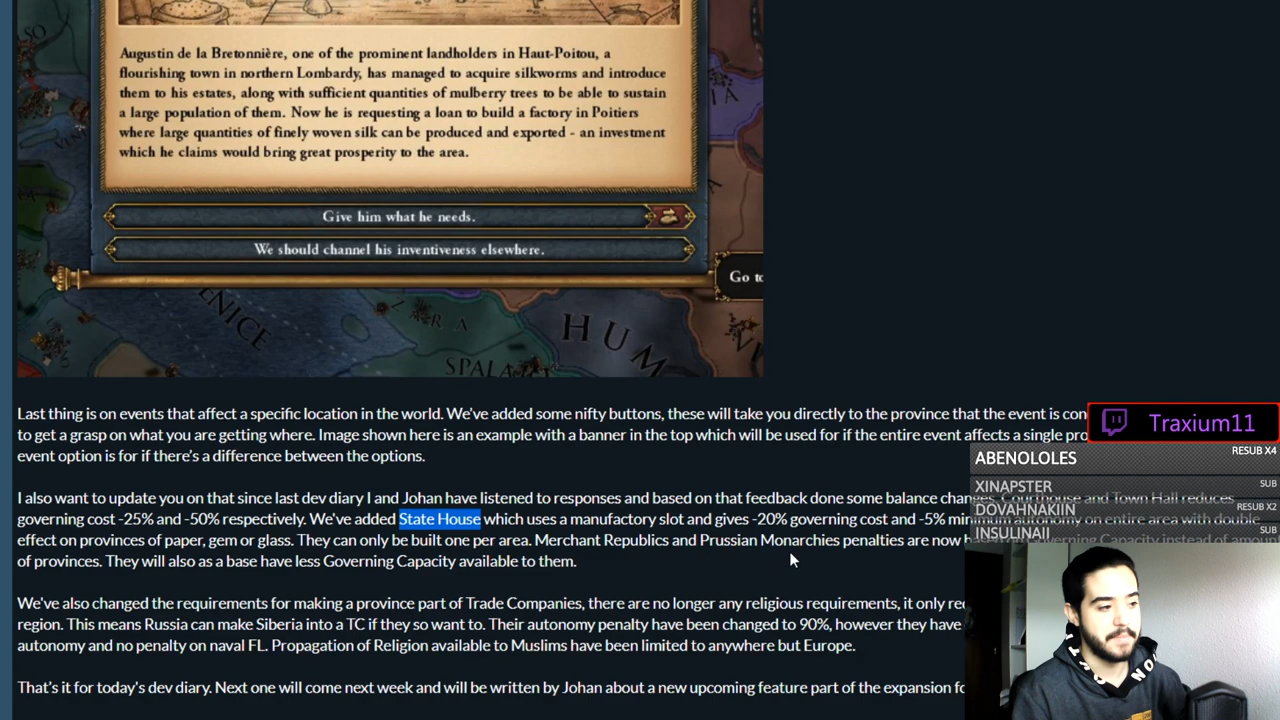 Augustin de la Bretonnière, one of the prominent landholders in Haut-Poitou, a
flourishing town in northern Lombardy, has managed to acquire silkworms and introduce
them to his estates, along with sufficient quantities of mulberry trees to be able to sustain
a large population of them. Now he is requesting a loan to build a factory in Poitiers
where large quantities of finely woven silk can be produced and exported - an investment
which he claims would bring great prosperity to the area.
Give him what he needs.
We should channel his inventiveness elsewhere.
Go to
ENICE
ZARA
HUM
SPALA
Last thing is on events that affect a specific location in the world. We've added some nifty buttons, these will take you directly to the province that the event is con
to get a grasp on what you are getting where. Image shown here is an example with a banner in the top which will be used for if the entire event affects a single pro
event option is for if there's a difference between the options.
Traxium11
ABENOLOLES RESUB X4
XINAPSTER SUB
DOVAHNAKIIN RESUB X2
INSULINAII SUB
I also want to update you on that since last dev diary I and Johan have listened to responses and based on that feedback done some balance changes. Courthouse and Town Hall reduces
governing cost -25% and -50% respectively. We've added State House which uses a manufactory slot and gives -20% governing cost and -5% minimum autonomy on entire area with double
effect on provinces of paper, gem or glass. They can only be built one per area. Merchant Republics and Prussian Monarchies penalties are now based on Governing Capacity instead of amount
of provinces. They will also as a base have less Governing Capacity available to them.
We've also changed the requirements for making a province part of Trade Companies, there are no longer any religious requirements, it only req
region. This means Russia can make Siberia into a TC if they so want to. Their autonomy penalty have been changed to 90%, however they have
autonomy and no penalty on naval FL. Propagation of Religion available to Muslims have been limited to anywhere but Europe.
That's it for today's dev diary. Next one will come next week and will be written by Johan about a new upcoming feature part of the expansion fo